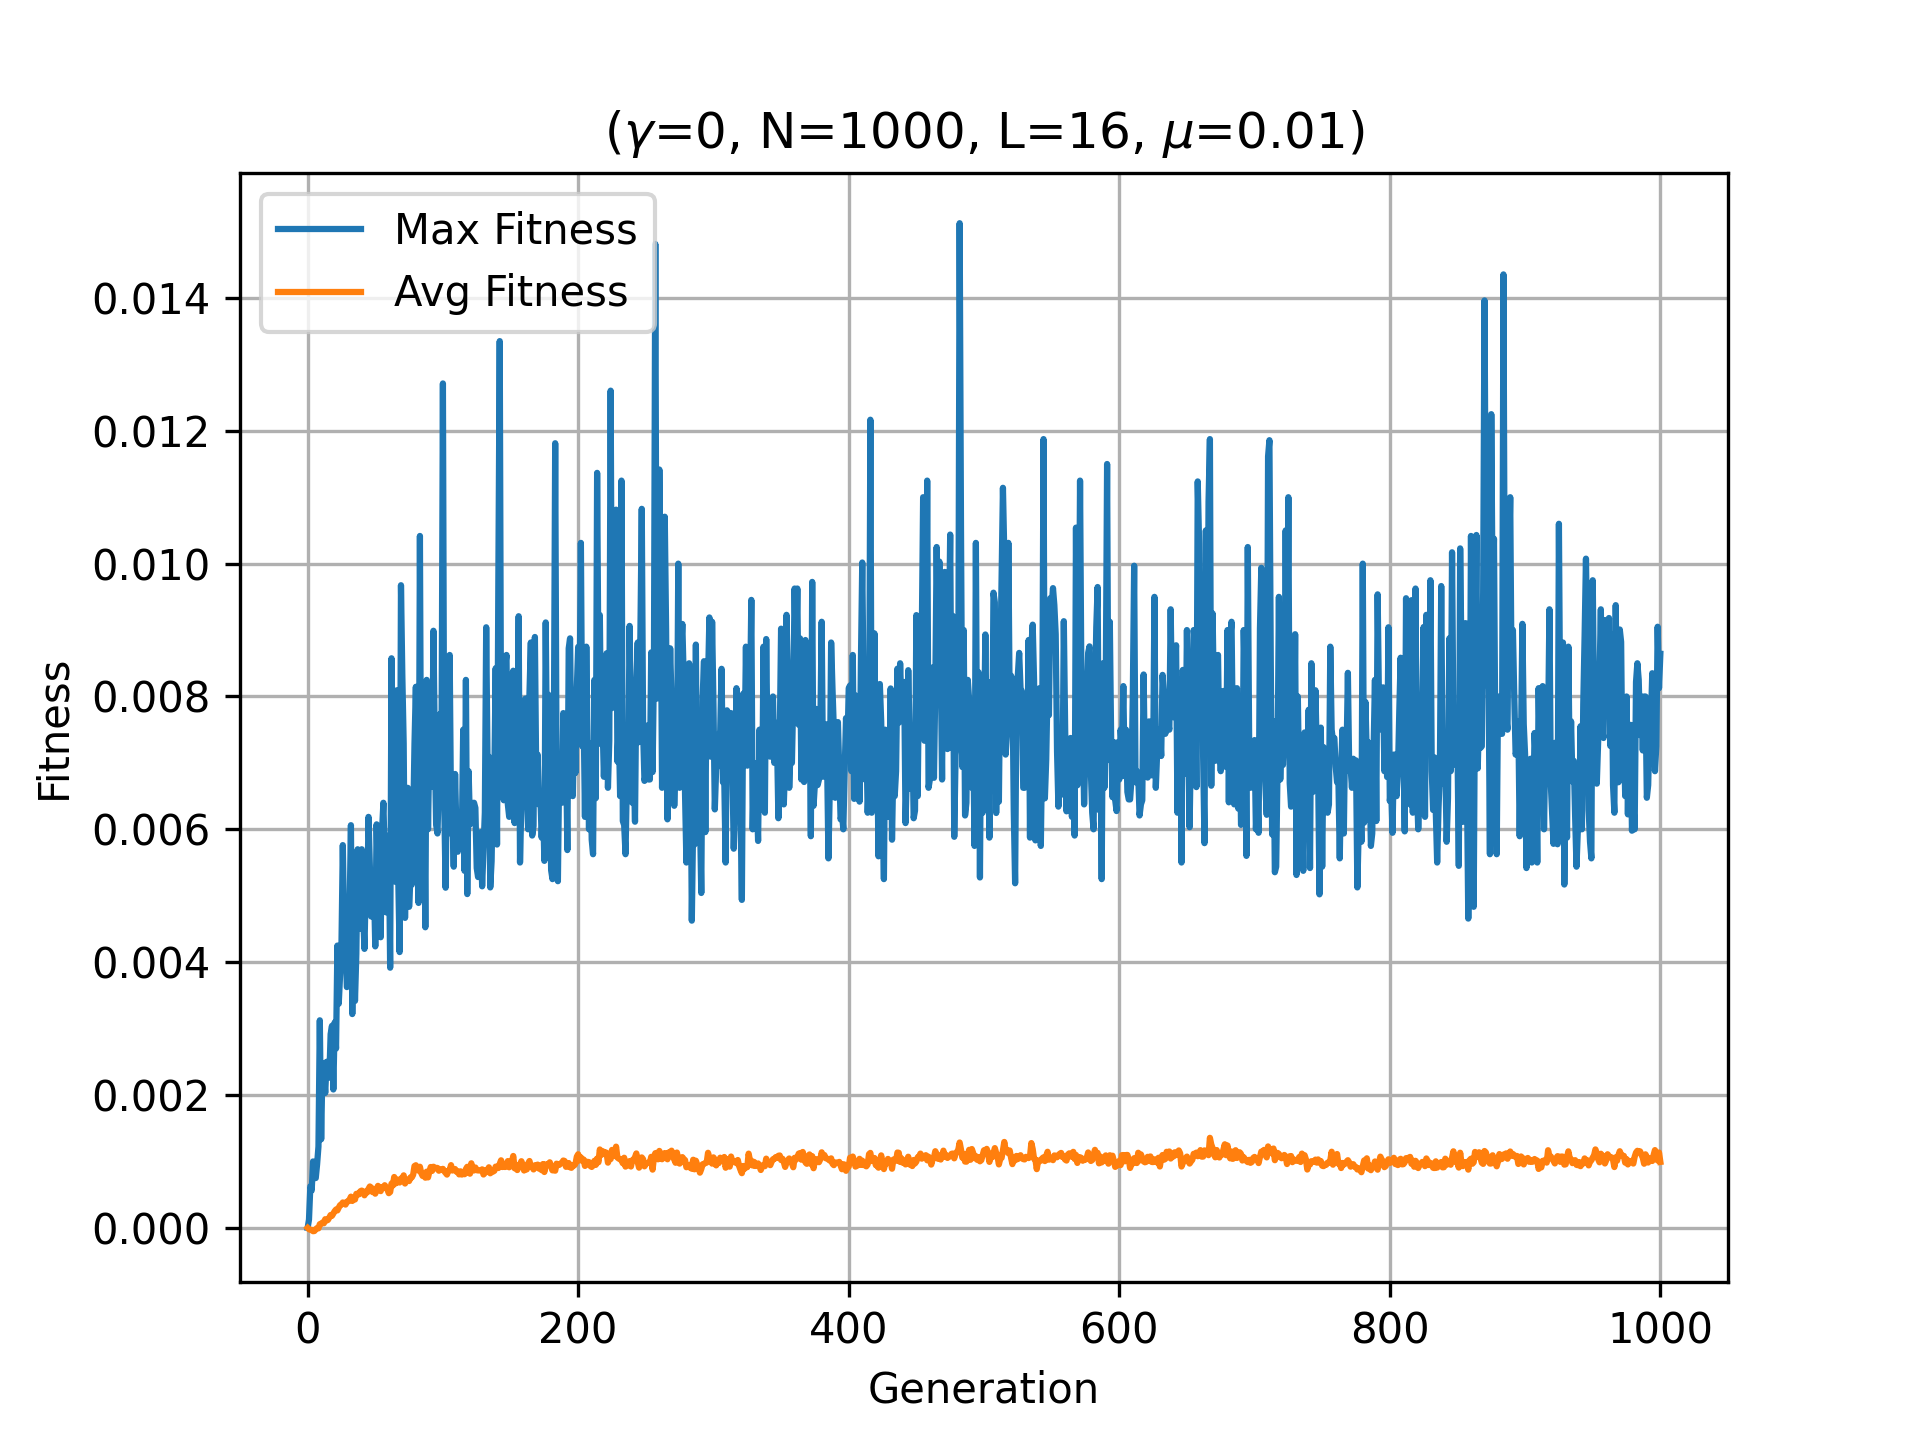 (γ=0, N=1000, L=16, μ=0.01)
Max Fitness
Avg Fitness
Fitness
0.014
0.012
0.010
0.008
0.006
0.004
0.002
0.000
0 200 400 600 800 1000
Generation